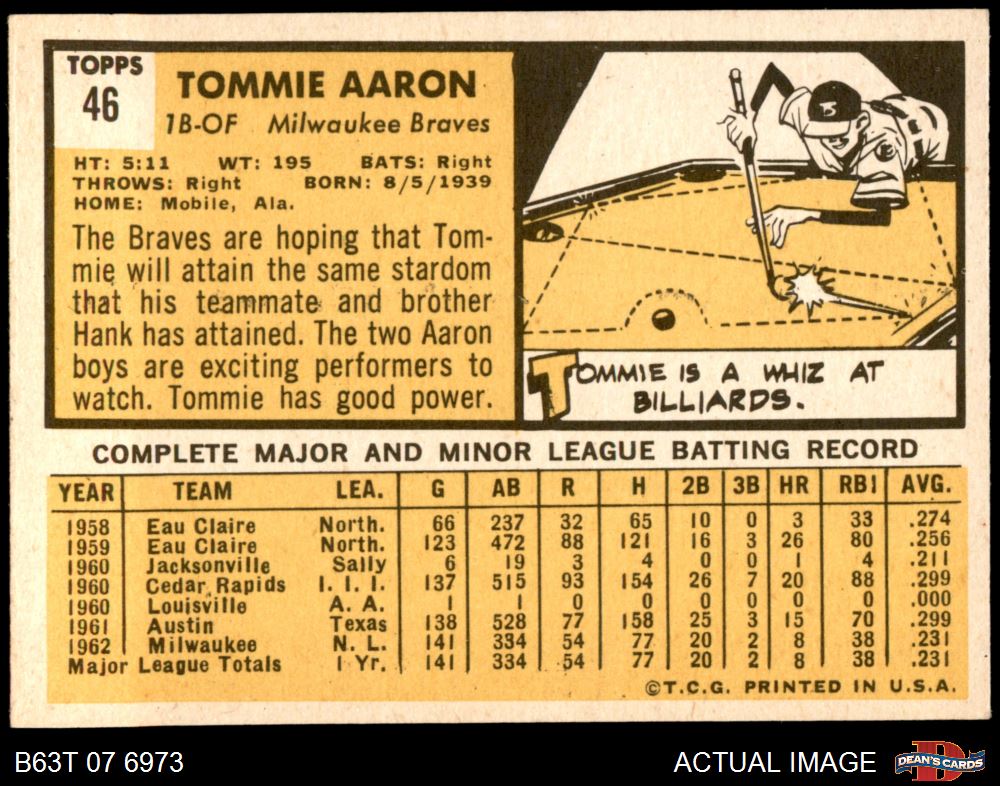 TOPPS
46
TOMMIE AARON
1B-OF Milwaukee Braves
HT: 5:11 WT: 195 BATS: Right
THROWS: Right BORN: 8/5/1939
HOME: Mobile, Ala.
The Braves are hoping that Tom-
mie will attain the same stardom
that his teammate and brother
Hank has attained. The two Aaron
boys are exciting performers to
watch. Tommie has good power.
TOMMIE IS A WHIZ AT
BILLIARDS.
COMPLETE MAJOR AND MINOR LEAGUE BATTING RECORD
YEAR TEAM LEA. G AB R H 2B 3B HR RBI AVG.
1958 Eau Claire North. 66 237 32 65 10 0 3 33 .274
1959 Eau Claire North. 123 472 88 121 16 3 26 80 .256
1960 Jacksonville Sally 6 19 3 4 0 0 1 4 .211
1960 Cedar Rapids I. I. I. 137 515 93 154 26 7 20 88 .299
1960 Louisville A. A. 1 1 0 0 0 0 0 0 .000
1961 Austin Texas 138 528 77 158 25 3 15 70 .299
1962 Milwaukee N. L. 141 334 54 77 20 2 8 38 .231
Major League Totals 1 Yr. 141 334 54 77 20 2 8 38 .231
©T.C.G. PRINTED IN U.S.A.
B63T 07 6973 ACTUAL IMAGE DEAN'S CARDS